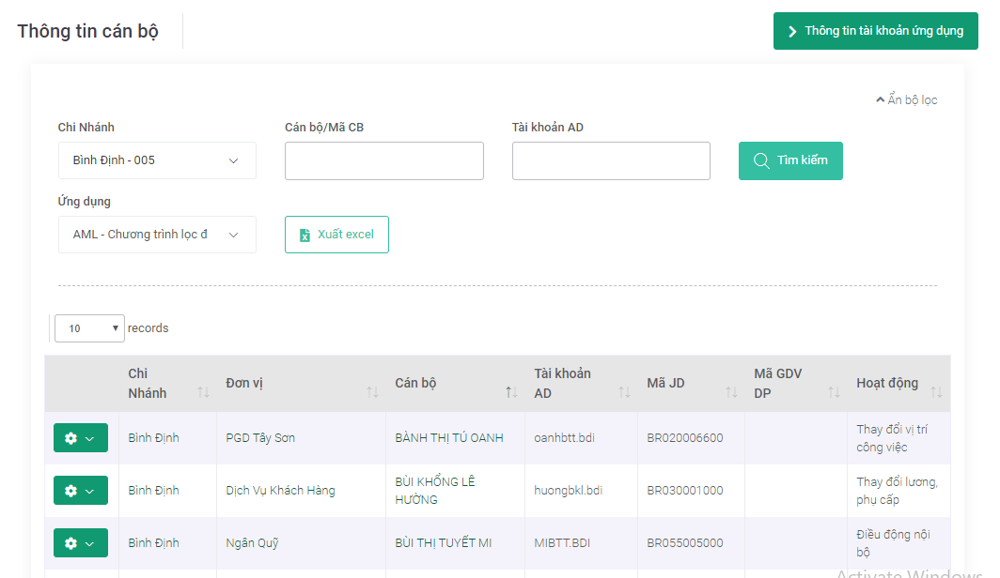 Thông tin cán bộ
Thông tin tài khoản ứng dụng
Ẩn bộ lọc
Chi Nhánh
Cán bộ/Mã CB
Tài khoản AD
Bình Định - 005
Tìm kiếm
Ứng dụng
AML - Chương trình lọc đ
Xuất excel
10 records
Chi
Nhánh
Đơn vị
Cán bộ
Tài khoản
AD
Mã JD
Mã GDV
DP
Hoạt động
Bình Định
PGD Tây Sơn
BÀNH THỊ TÚ OANH
oanhbtt.bdi
BR020006600
Thay đổi vị trí
công việc
Bình Định
Dịch Vụ Khách Hàng
BÙI KHỔNG LÊ
HƯỜNG
huongbkl.bdi
BR030001000
Thay đổi lương,
phụ cấp
Bình Định
Ngân Quỹ
BÙI THỊ TUYẾT MI
MIBTT.BDI
BR055005000
Điều động nội
bộ
Activate Windows